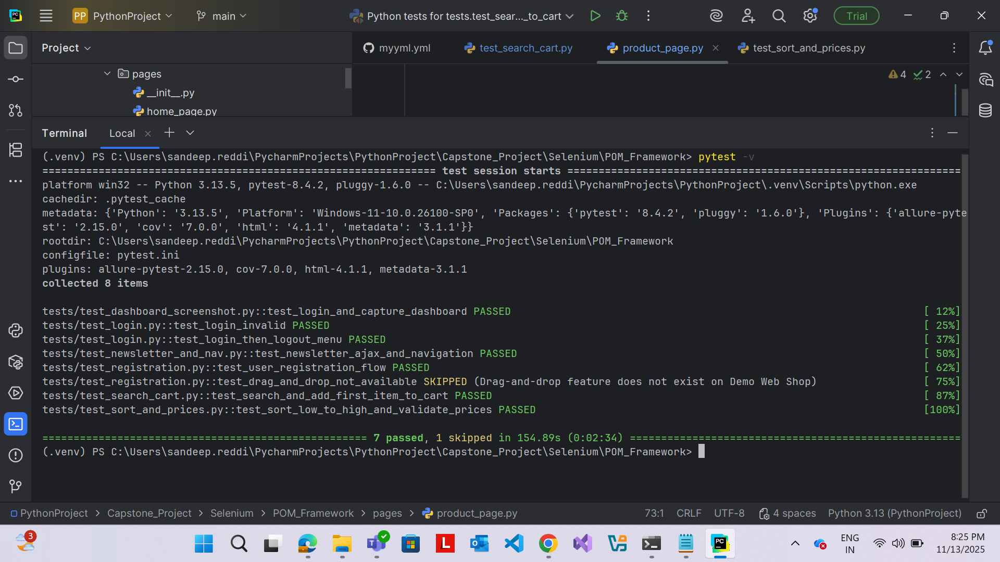 PP PythonProject main Python tests for tests.test_sear..._to_cart Trial
Project
myyml.yml test_search_cart.py product_page.py test_sort_and_prices.py
pages
4 2
__init__.py
home_page.py
Terminal Local
(.venv) PS C:\Users\sandeep.reddi\PycharmProjects\PythonProject\Capstone_Project\Selenium\POM_Framework> pytest -v
=============================================================== test session starts ===============================================================
platform win32 -- Python 3.13.5, pytest-8.4.2, pluggy-1.6.0 -- C:\Users\sandeep.reddi\PycharmProjects\PythonProject\.venv\Scripts\python.exe
cachedir: .pytest_cache
metadata: {'Python': '3.13.5', 'Platform': 'Windows-11-10.0.26100-SP0', 'Packages': {'pytest': '8.4.2', 'pluggy': '1.6.0'}, 'Plugins': {'allure-pyte
st': '2.15.0', 'cov': '7.0.0', 'html': '4.1.1', 'metadata': '3.1.1'}}
rootdir: C:\Users\sandeep.reddi\PycharmProjects\PythonProject\Capstone_Project\Selenium\POM_Framework
configfile: pytest.ini
plugins: allure-pytest-2.15.0, cov-7.0.0, html-4.1.1, metadata-3.1.1
collected 8 items
tests/test_dashboard_screenshot.py::test_login_and_capture_dashboard PASSED [ 12%]
tests/test_login.py::test_login_invalid PASSED [ 25%]
tests/test_login.py::test_login_then_logout_menu PASSED [ 37%]
tests/test_newsletter_and_nav.py::test_newsletter_ajax_and_navigation PASSED [ 50%]
tests/test_registration.py::test_user_registration_flow PASSED [ 62%]
tests/test_registration.py::test_drag_and_drop_not_available SKIPPED (Drag-and-drop feature does not exist on Demo Web Shop) [ 75%]
tests/test_search_cart.py::test_search_and_add_first_item_to_cart PASSED [ 87%]
tests/test_sort_and_prices.py::test_sort_low_to_high_and_validate_prices PASSED [100%]
==================================================== 7 passed, 1 skipped in 154.89s (0:02:34) =====================================================
(.venv) PS C:\Users\sandeep.reddi\PycharmProjects\PythonProject\Capstone_Project\Selenium\POM_Framework>
PythonProject > Capstone_Project > Selenium > POM_Framework > pages > product_page.py 73:1 CRLF UTF-8 4 spaces Python 3.13 (PythonProject)
3
ENG
IN
8:25 PM
11/13/2025